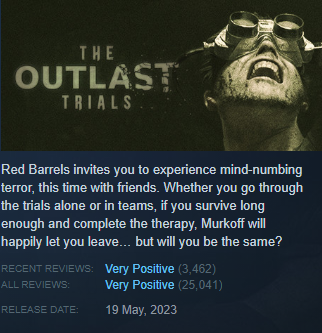 THE
OUTLAST
TRIALS
Red Barrels invites you to experience mind-numbing
terror, this time with friends. Whether you go through
the trials alone or in teams, if you survive long
enough and complete the therapy, Murkoff will
happily let you leave… but will you be the same?
RECENT REVIEWS: Very Positive (3,462)
ALL REVIEWS: Very Positive (25,041)
RELEASE DATE: 19 May, 2023